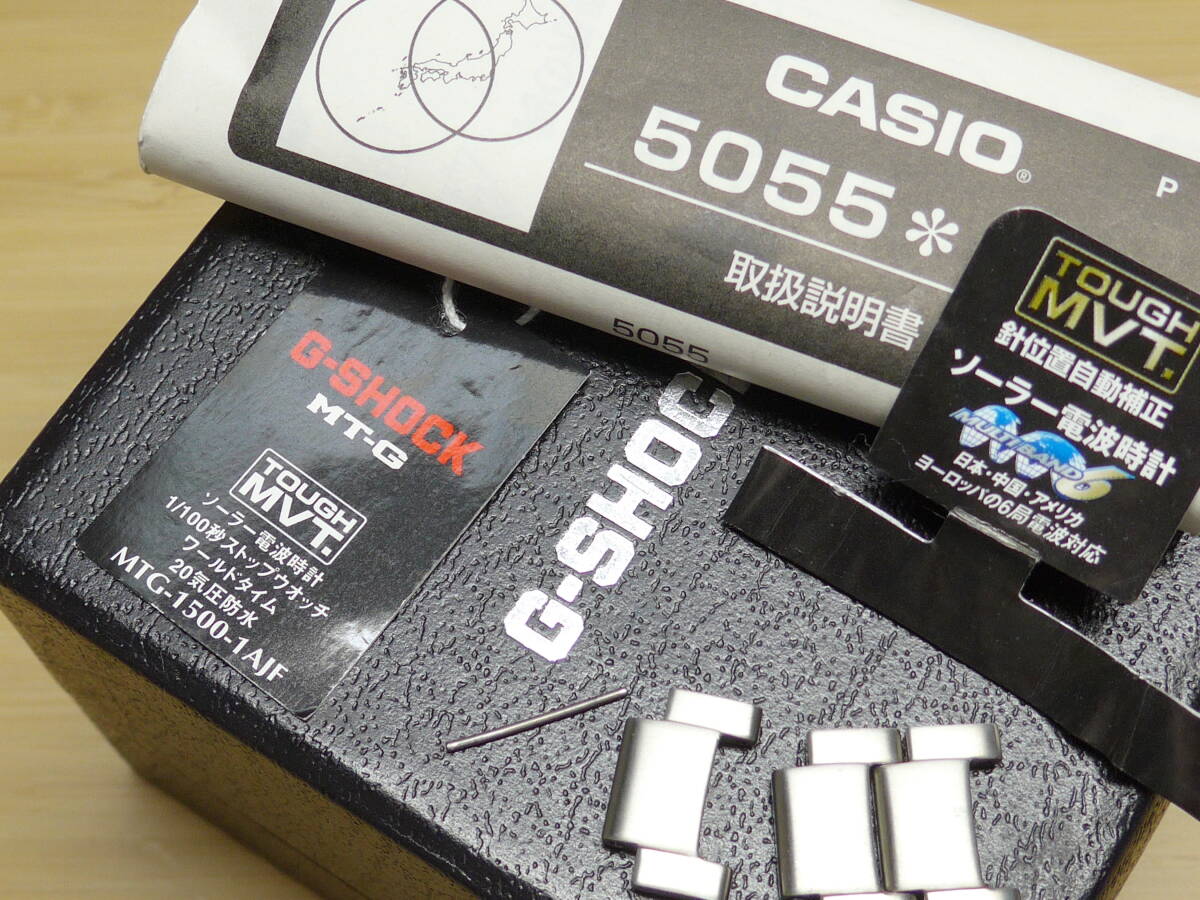 CASIO®
5055*
P
取扱説明書
5055
TOUGH
MVT.
針位置自動補正
ソーラー電波時計
MULTI BAND 6
日本・中国・アメリカ
ヨーロッパの6局電波対応
G-SHOCK
MT-G
TOUGH
MVT.
ソーラー電波時計
1/100秒ストップウオッチ
ワールドタイム
20気圧防水
MTG-1500-1AJF
G-SHOC